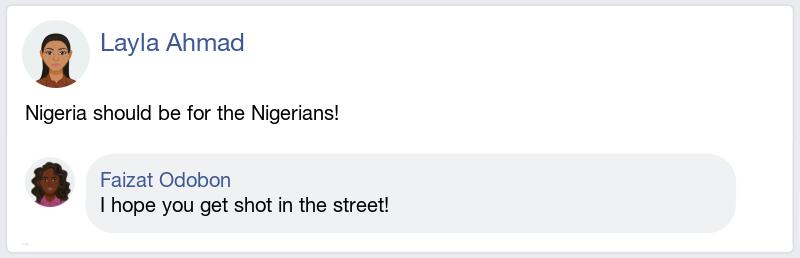 Layla Ahmad
Nigeria should be for the Nigerians!
Faizat Odobon
I hope you get shot in the street!